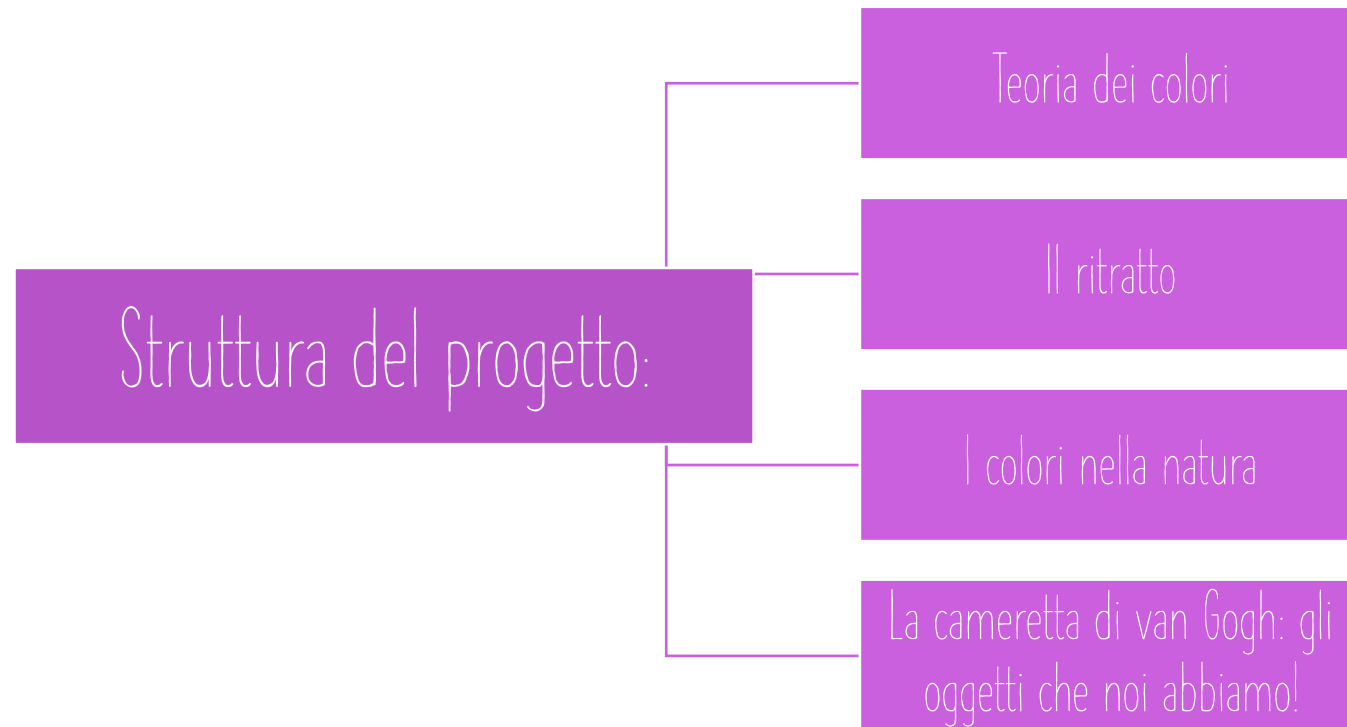 Struttura del progetto:
Teoria dei colori
Il ritratto
I colori nella natura
La cameretta di van Gogh: gli
oggetti che noi abbiamo!